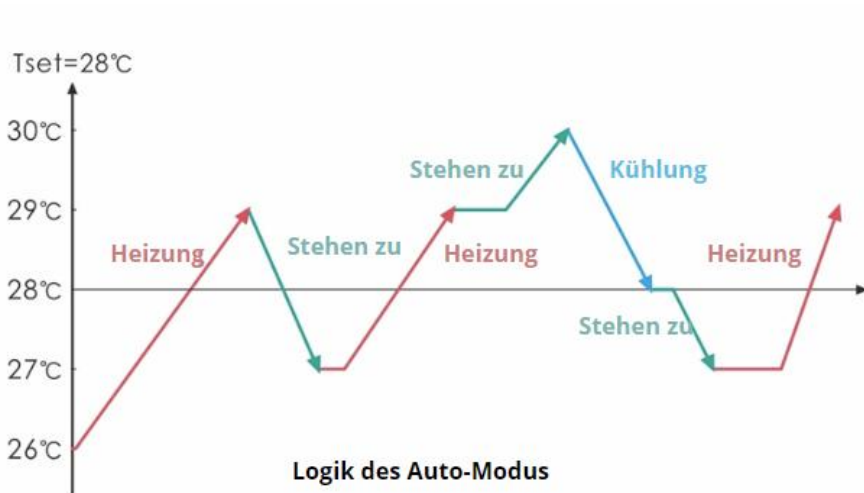 Tset=28℃
30℃
Stehen zu
Kühlung
29℃
Heizung
Stehen zu
Heizung
Heizung
28℃
Stehen zu
27℃
26℃
Logik des Auto-Modus